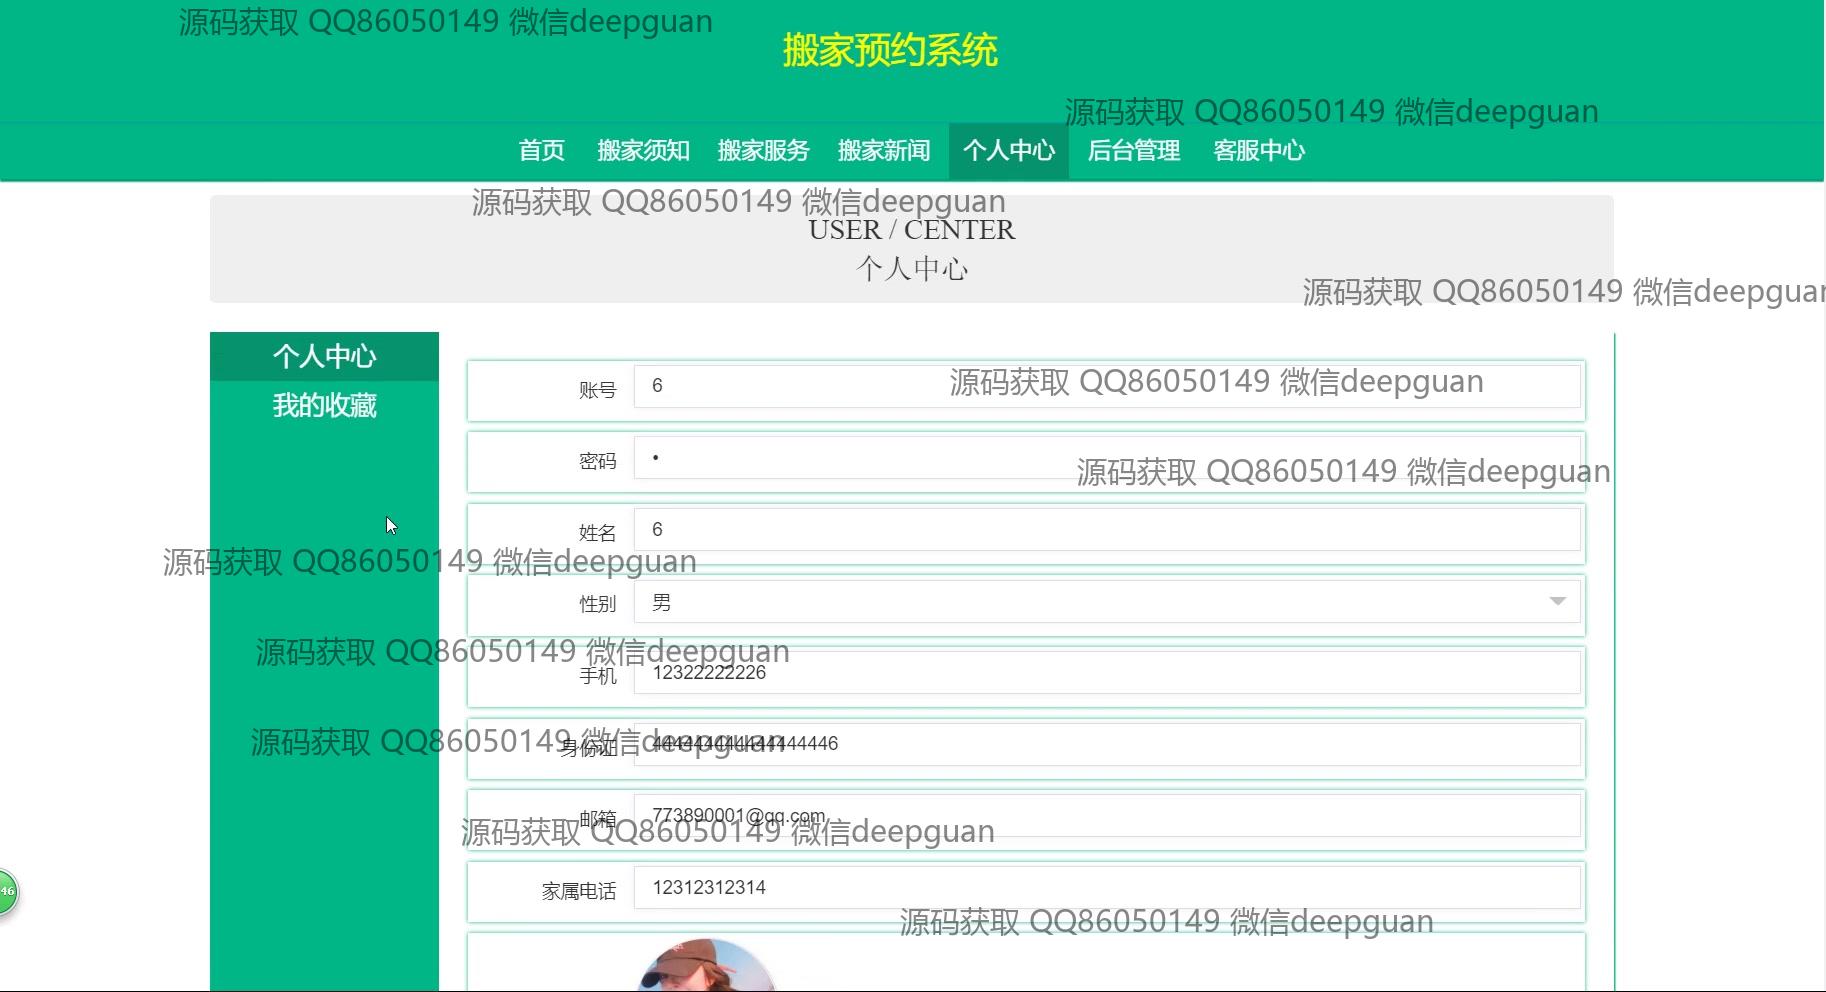 源码获取 QQ86050149 微信deepguan
搬家预约系统
源码获取 QQ86050149 微信deepguan
首页 搬家须知 搬家服务 搬家新闻 个人中心 后台管理 客服中心
源码获取 QQ86050149 微信deepguan
USER / CENTER
个人中心
源码获取 QQ86050149 微信deepguan
个人中心
我的收藏
账号 6
源码获取 QQ86050149 微信deepguan
密码 •
源码获取 QQ86050149 微信deepguan
姓名 6
源码获取 QQ86050149 微信deepguan
性别 男
源码获取 QQ86050149 微信deepguan
手机 12322222226
源码获取 QQ86050149 微信deepguan
身份证
邮箱 773890001@qq.com
源码获取 QQ86050149 微信deepguan
家属电话 12312312314
46
源码获取 QQ86050149 微信deepguan